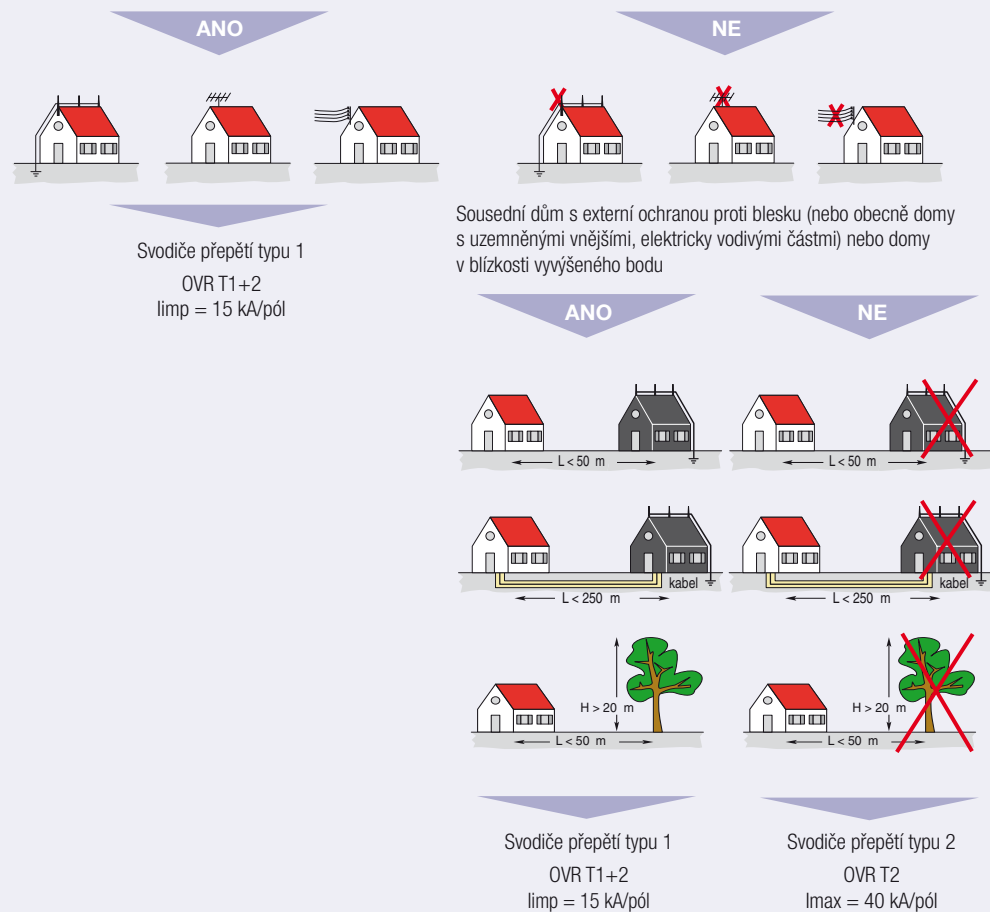 ANO
NE
Svodiče přepětí typu 1
OVR T1+2
Iimp = 15 kA/pól
Sousední dům s externí ochranou proti blesku (nebo obecně domy
s uzemněnými vnějšími, elektricky vodivými částmi) nebo domy
v blízkosti vyvýšeného bodu
ANO
NE
L < 50 m
L < 50 m
kabel
L < 250 m
kabel
L < 250 m
H > 20 m
L < 50 m
H > 20 m
L < 50 m
Svodiče přepětí typu 1
OVR T1+2
Iimp = 15 kA/pól
Svodiče přepětí typu 2
OVR T2
Imax = 40 kA/pól